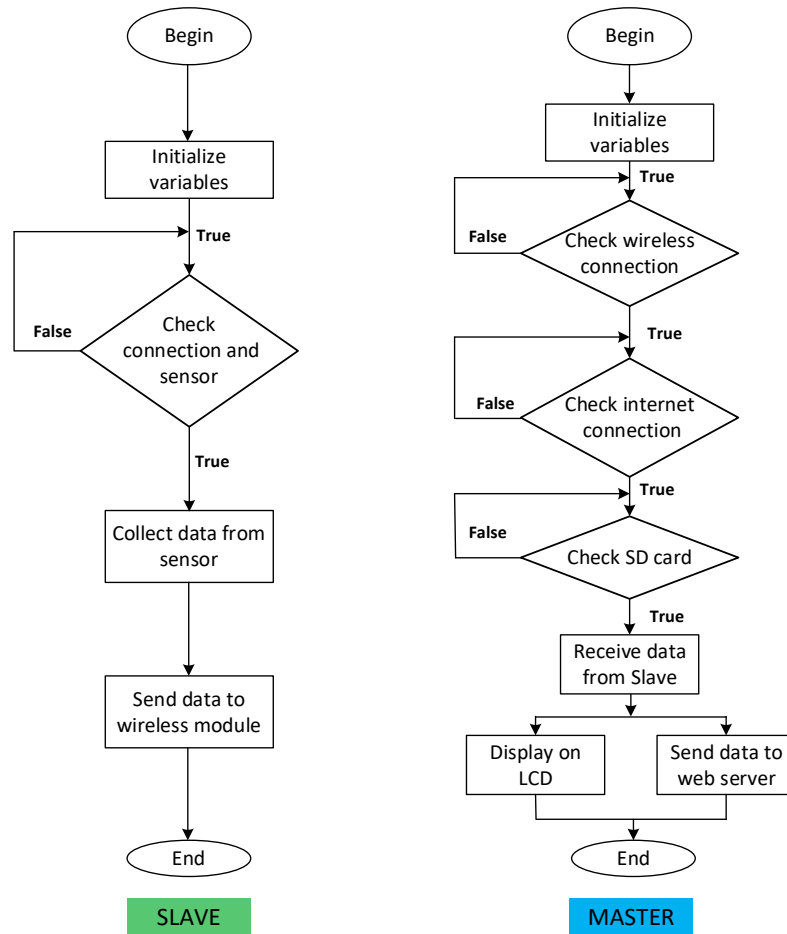 Begin
Initialize
variables
True
False
Check
connection and
sensor
True
Collect data from
sensor
Send data to
wireless module
End
SLAVE
Begin
Initialize
variables
True
False
Check wireless
connection
True
False
Check internet
connection
True
False
Check SD card
True
Receive data
from Slave
Display on
LCD
Send data to
web server
End
MASTER